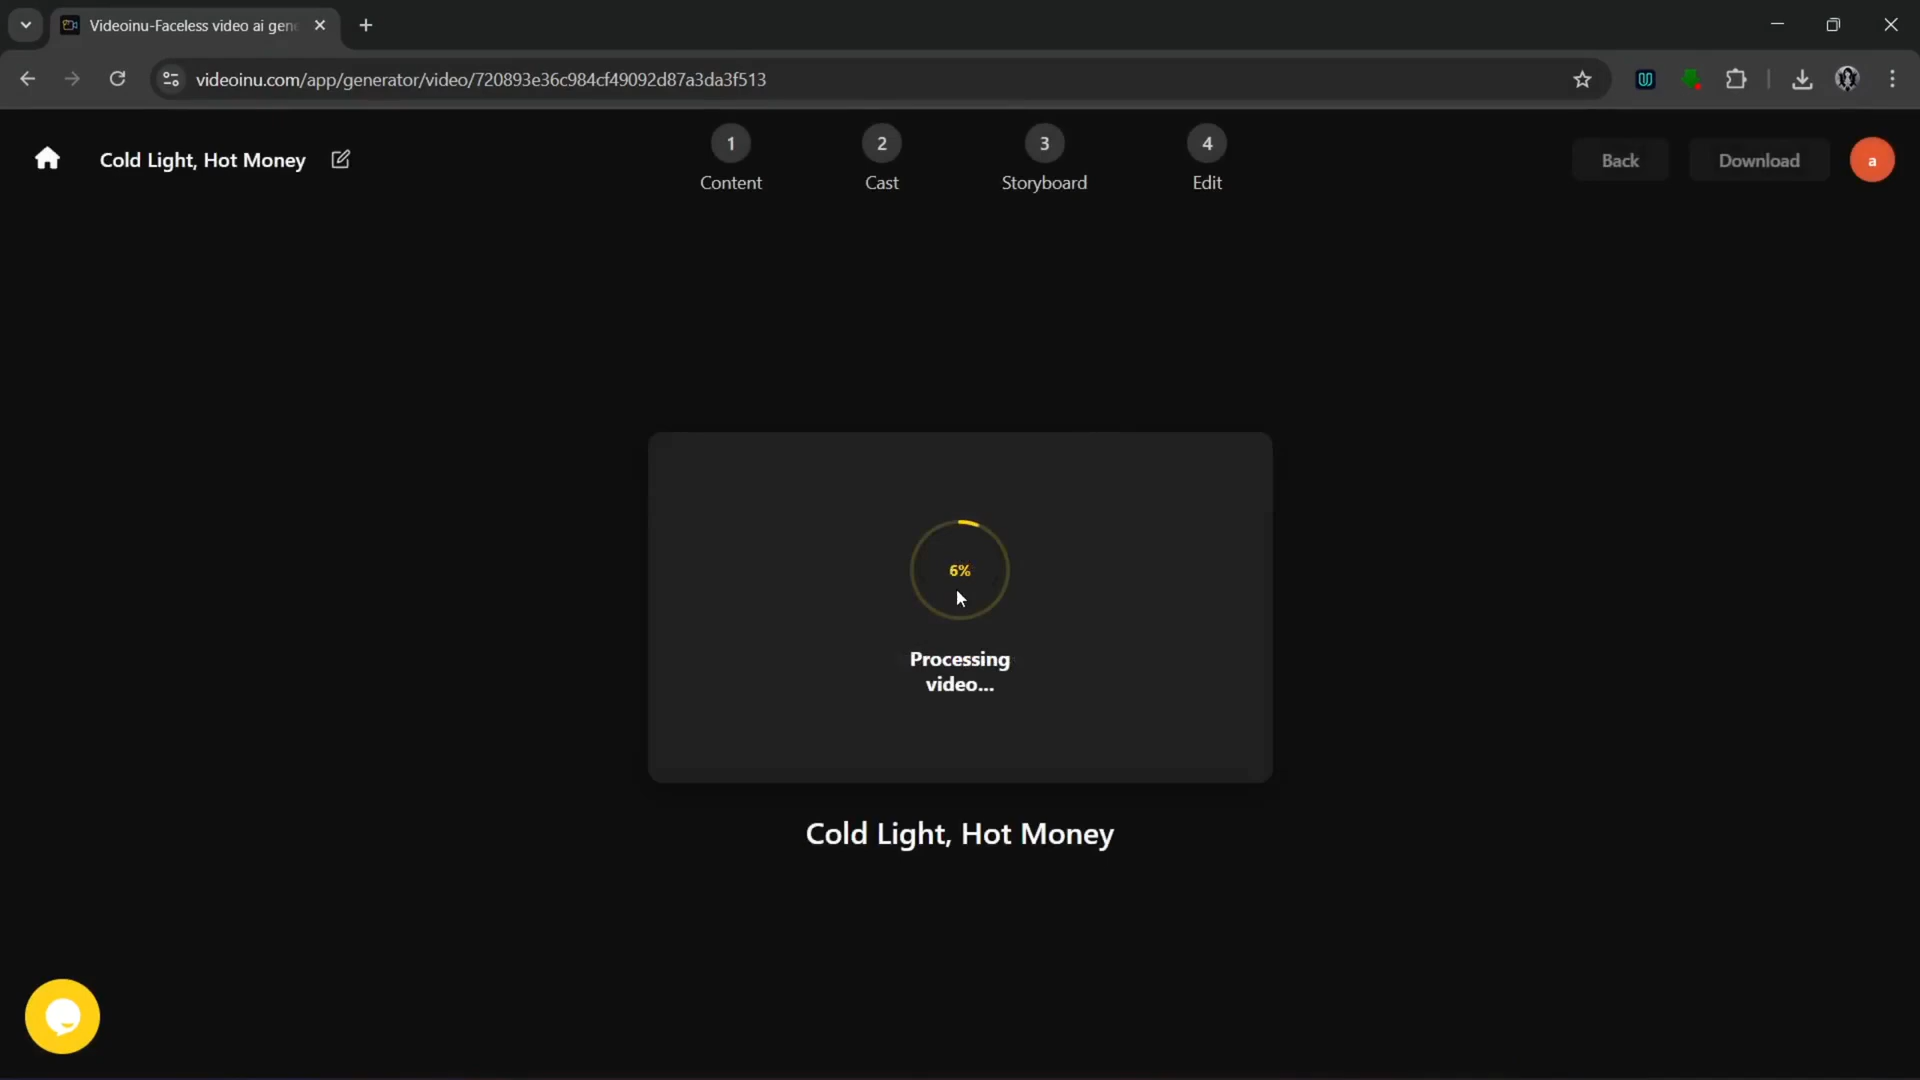 Videoinu-Faceless video ai gene
videoinu.com/app/generator/video/720893e36c984cf49092d87a3da3f513
Cold Light, Hot Money
1
Content
2
Cast
3
Storyboard
4
Edit
Back
Download
a
6%
Processing
video...
Cold Light, Hot Money